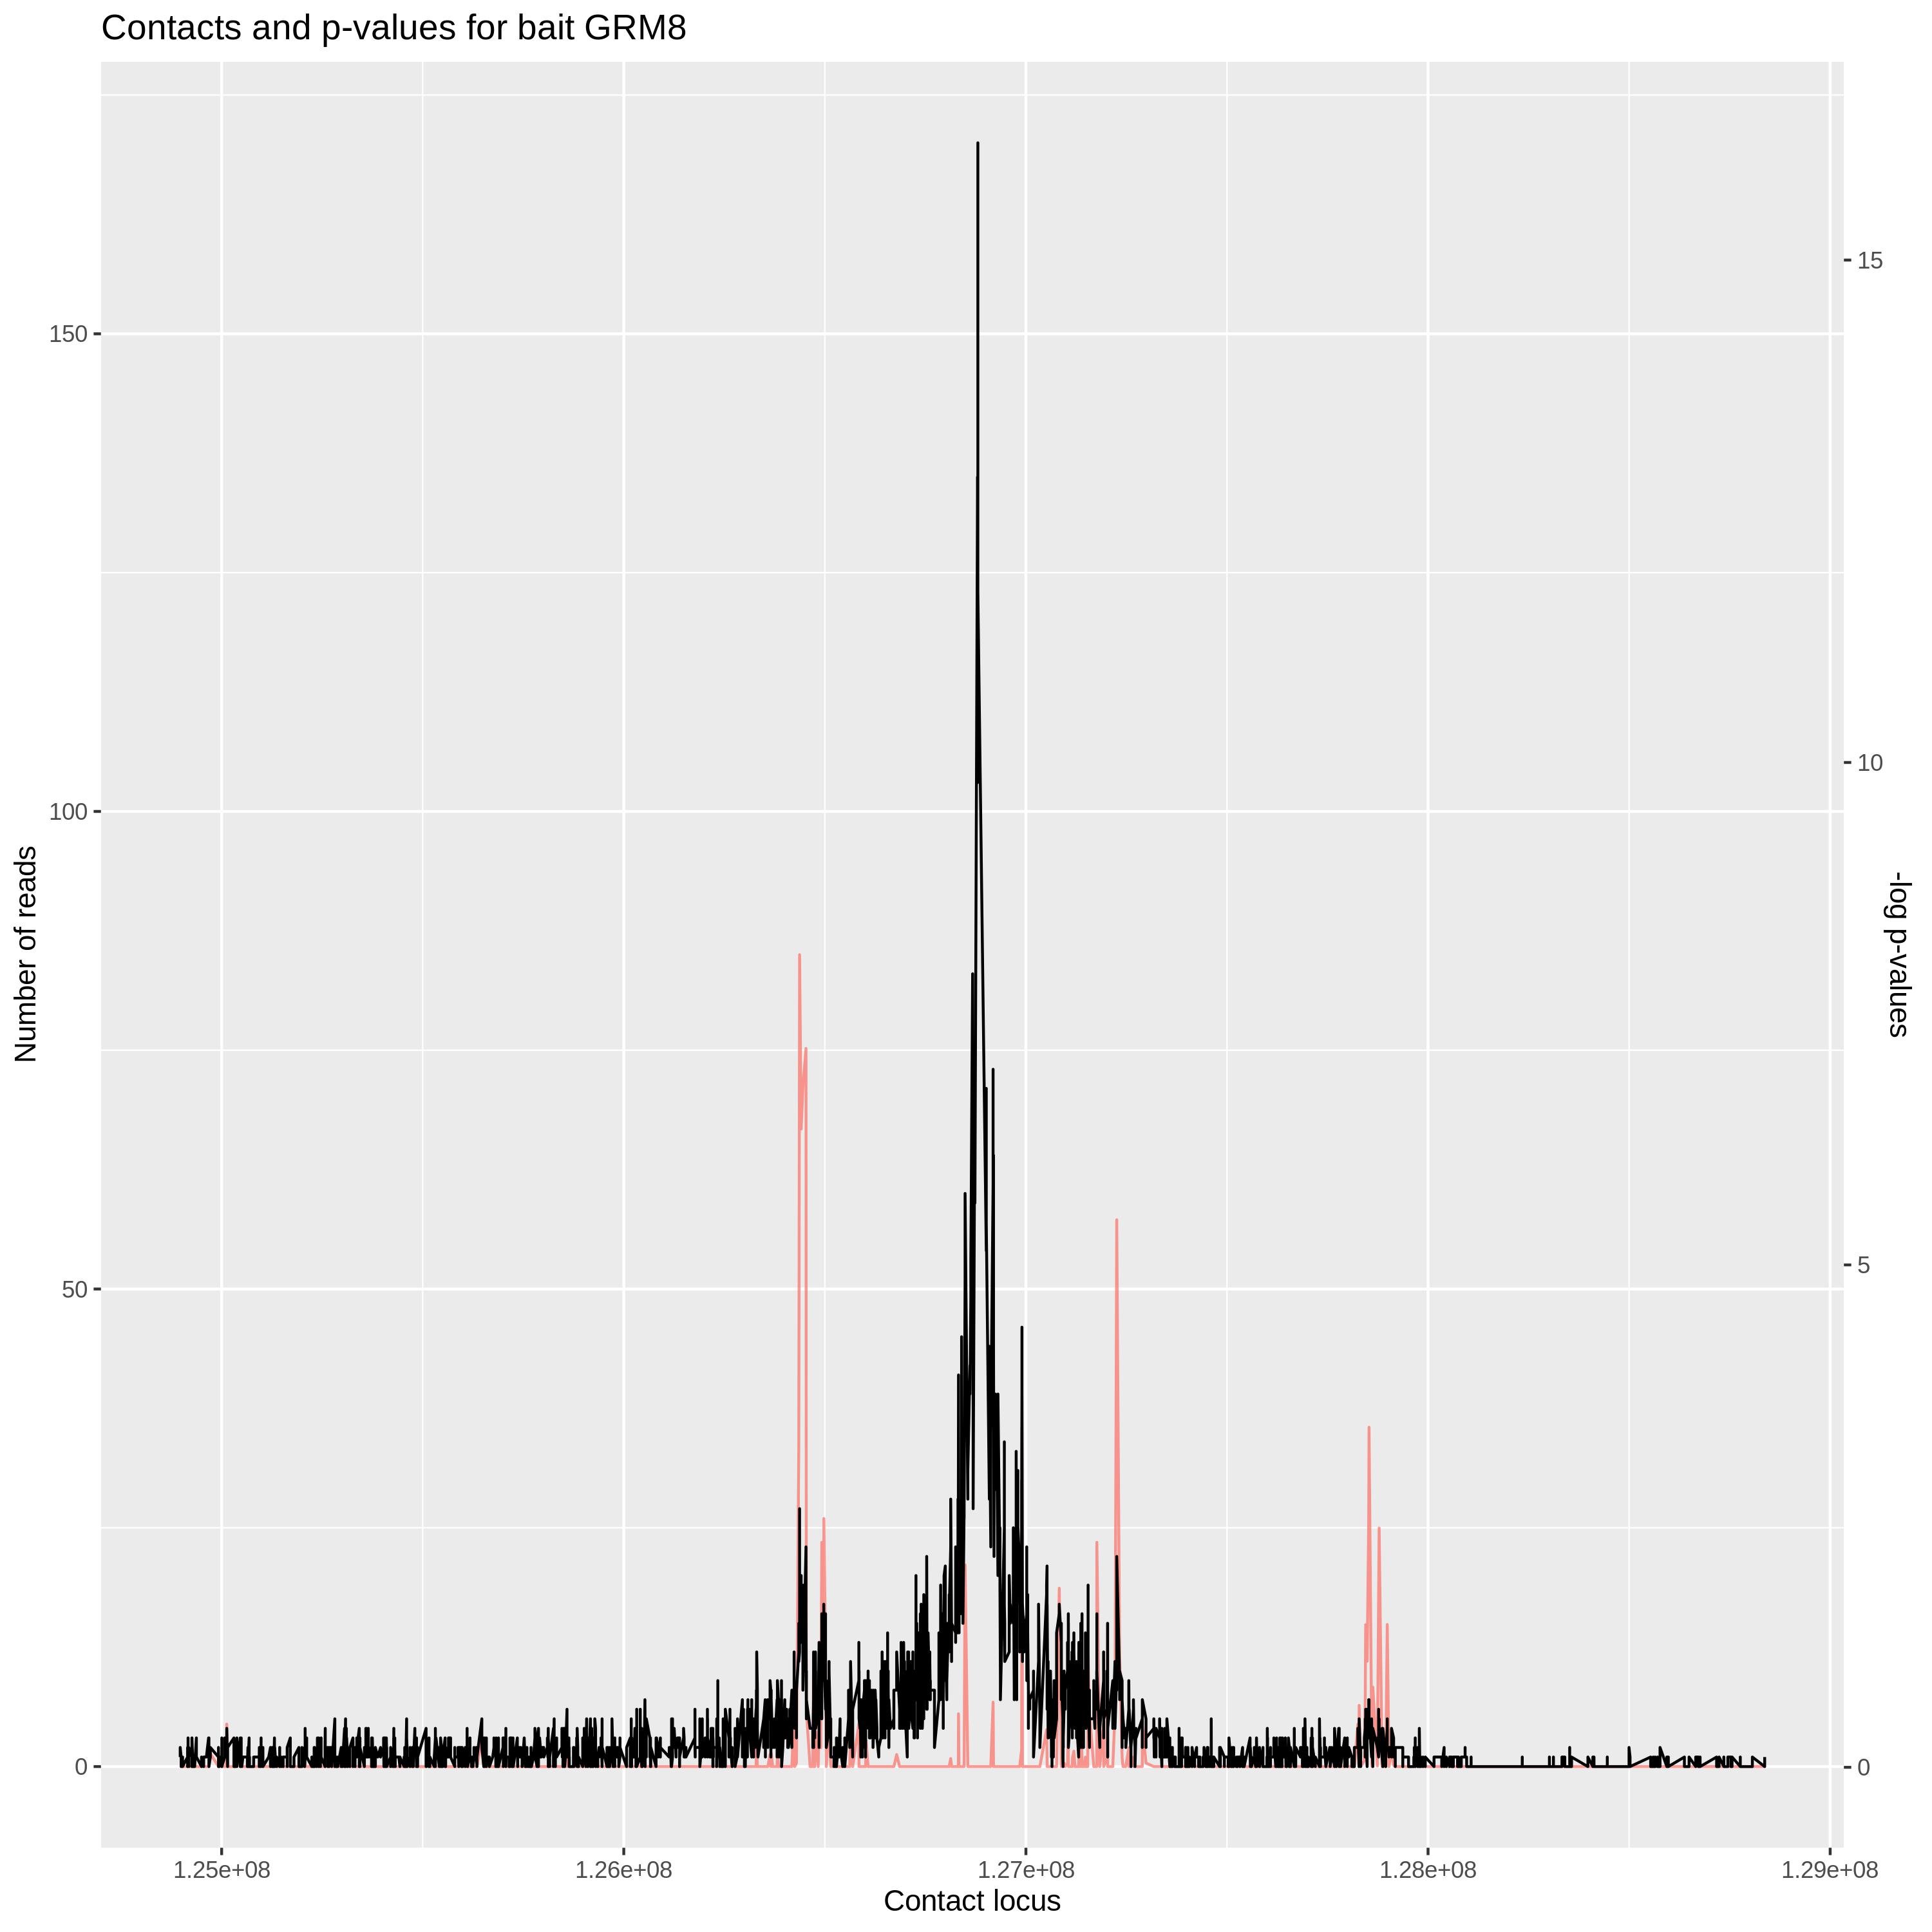 Contacts and p-values for bait GRM8
150
100
50
0
Number of reads
15
10
5
0
-log p-values
1.25e+08
1.26e+08
1.27e+08
1.28e+08
1.29e+08
Contact locus